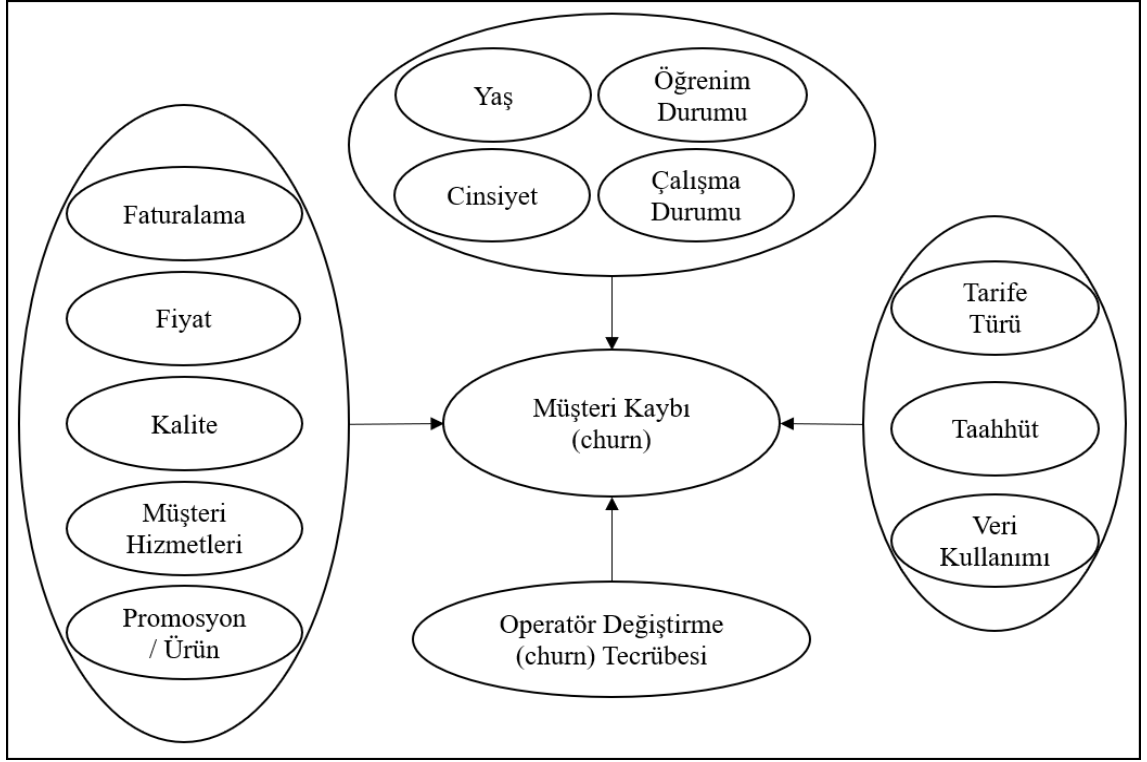 Yaş
Öğrenim
Durumu
Cinsiyet
Çalışma
Durumu
Faturalama
Fiyat
Kalite
Müşteri
Hizmetleri
Promosyon
/ Ürün
Müşteri Kaybı
(churn)
Operatör Değiştirme
(churn) Tecrübesi
Tarife
Türü
Taahhüt
Veri
Kullanımı